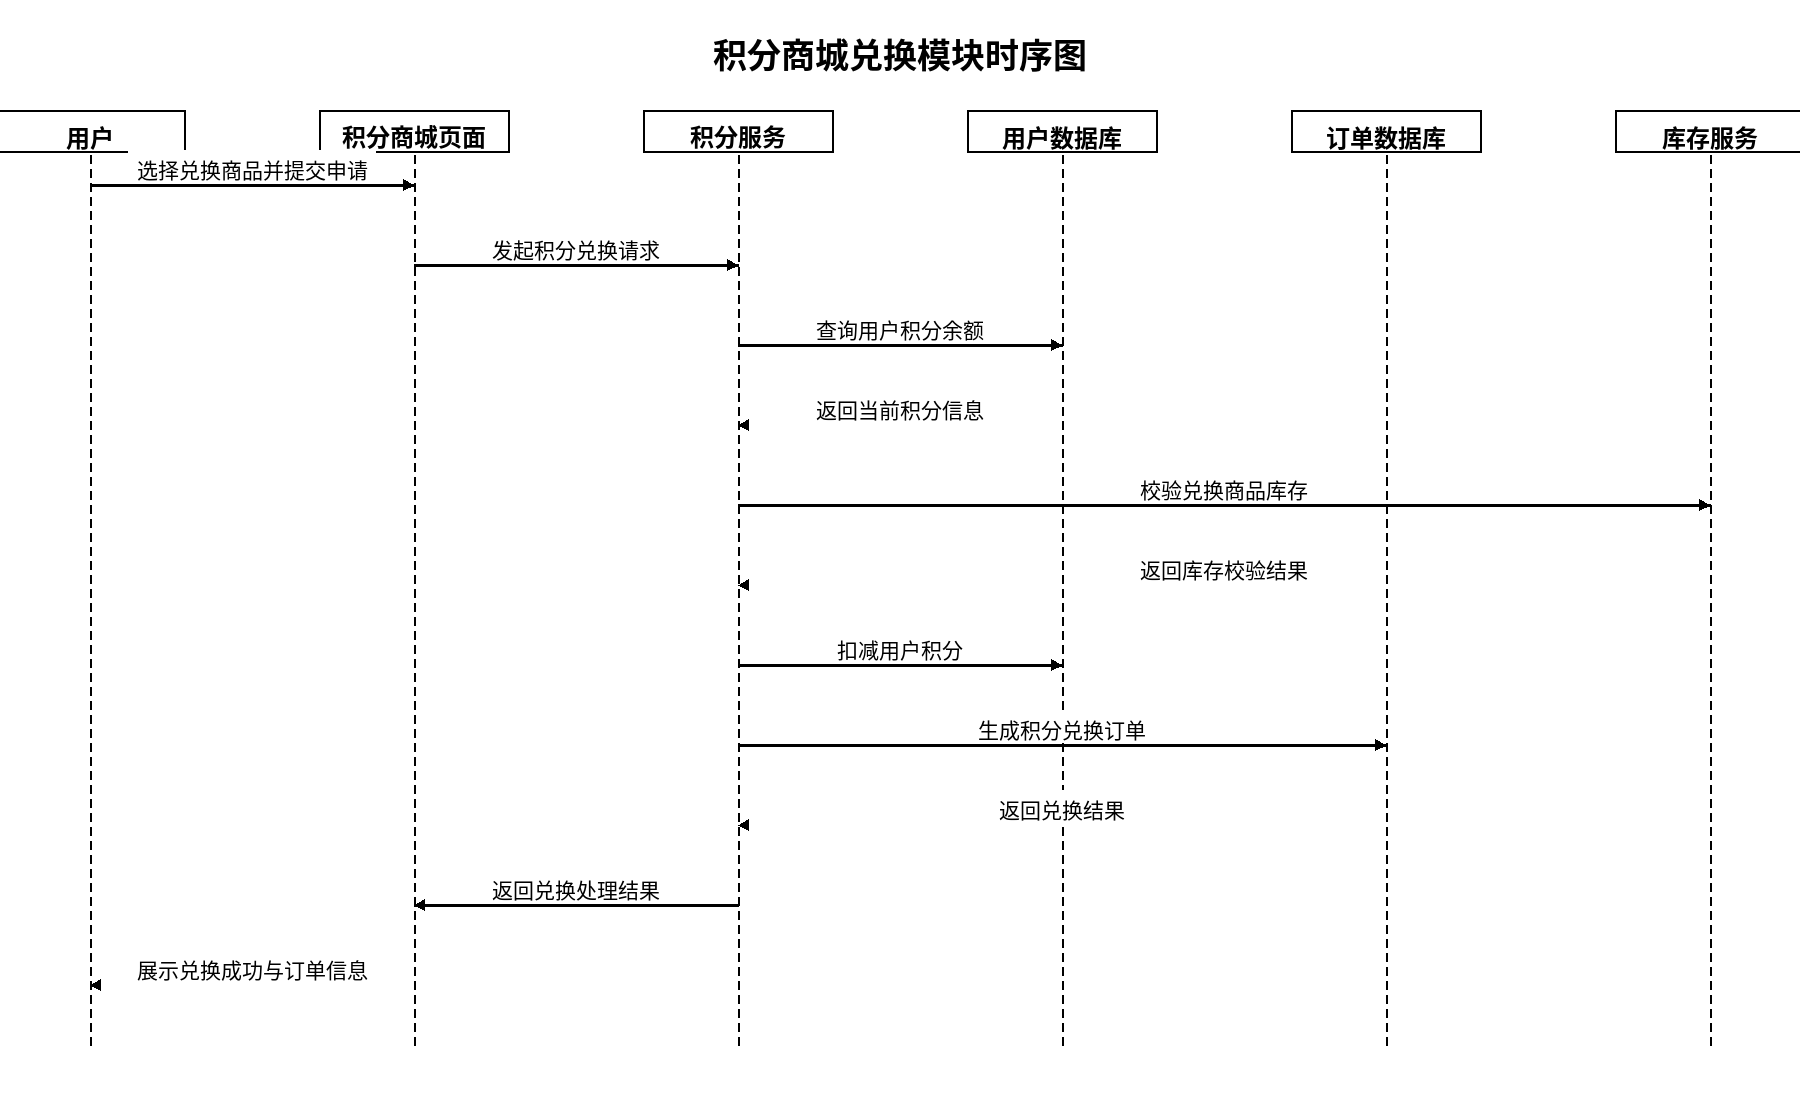 积分商城兑换模块时序图
用户
积分商城页面
积分服务
用户数据库
订单数据库
库存服务
选择兑换商品并提交申请
发起积分兑换请求
查询用户积分余额
返回当前积分信息
校验兑换商品库存
返回库存校验结果
扣减用户积分
生成积分兑换订单
返回兑换结果
返回兑换处理结果
展示兑换成功与订单信息